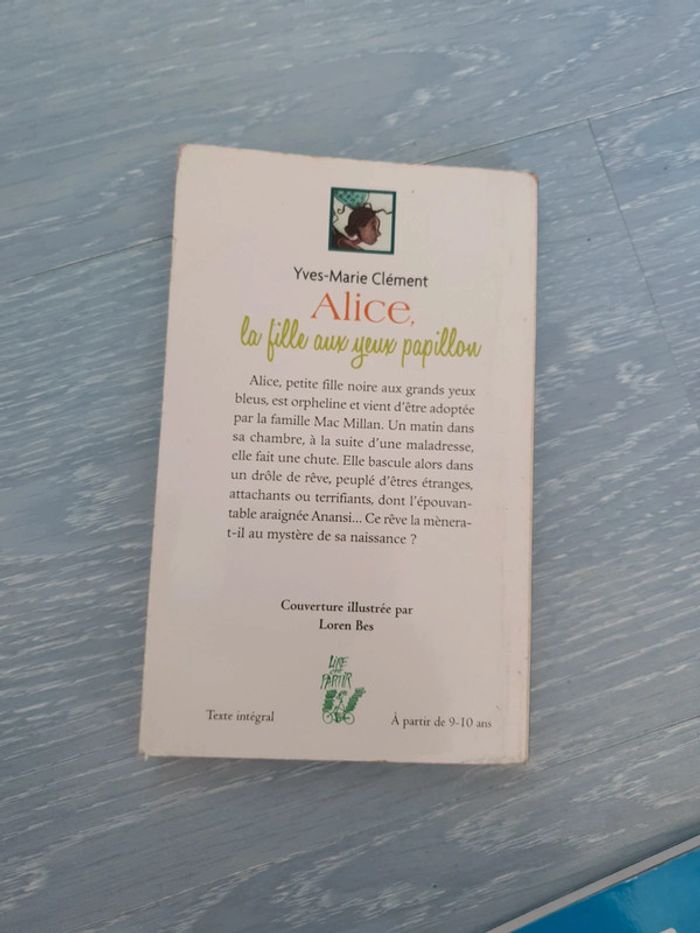 Yves-Marie Clément
Alice,
la fille aux yeux papillon
Alice, petite fille noire aux grands yeux
bleus, est orpheline et vient d'être adoptée
par la famille Mac Millan. Un matin dans
sa chambre, à la suite d'une maladresse,
elle fait une chute. Elle bascule alors dans
un drôle de rêve, peuplé d'êtres étranges,
attachants ou terrifiants, dont l'épouvan-
table araignée Anansi... Ce rêve la mènera-
t-il au mystère de sa naissance ?
Couverture illustrée par
Loren Bes
LIRE
C'EST
PARTIR
Texte intégral
À partir de 9-10 ans